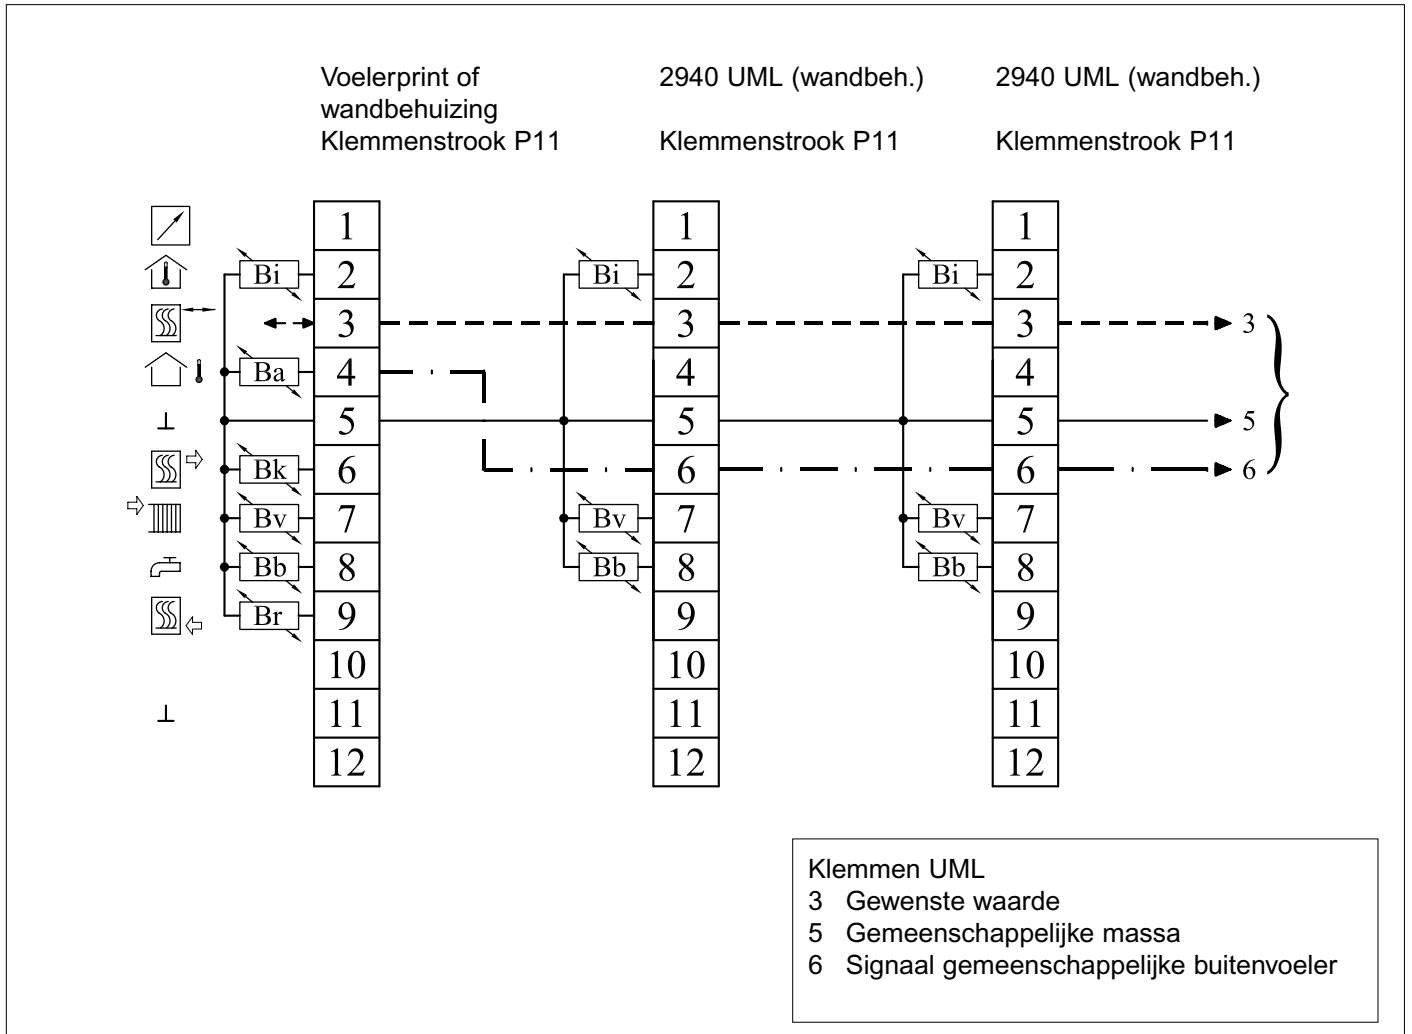 Voelerprint of
wandbehuizing
Klemmenstrook P11
2940 UML (wandbeh.)
Klemmenstrook P11
2940 UML (wandbeh.)
Klemmenstrook P11
1 1 1
Bi 2 Bi 2 Bi 2
3 3 3 3
Ba 4 4 4
5 5 5 5
Bk 6 6 6 6
Bv 7 Bv 7 Bv 7
Bb 8 Bb 8 Bb 8
Br 9 9 9
10 10 10
11 11 11
12 12 12
Klemmen UML
3 Gewenste waarde
5 Gemeenschappelijke massa
6 Signaal gemeenschappelijke buitenvoeler